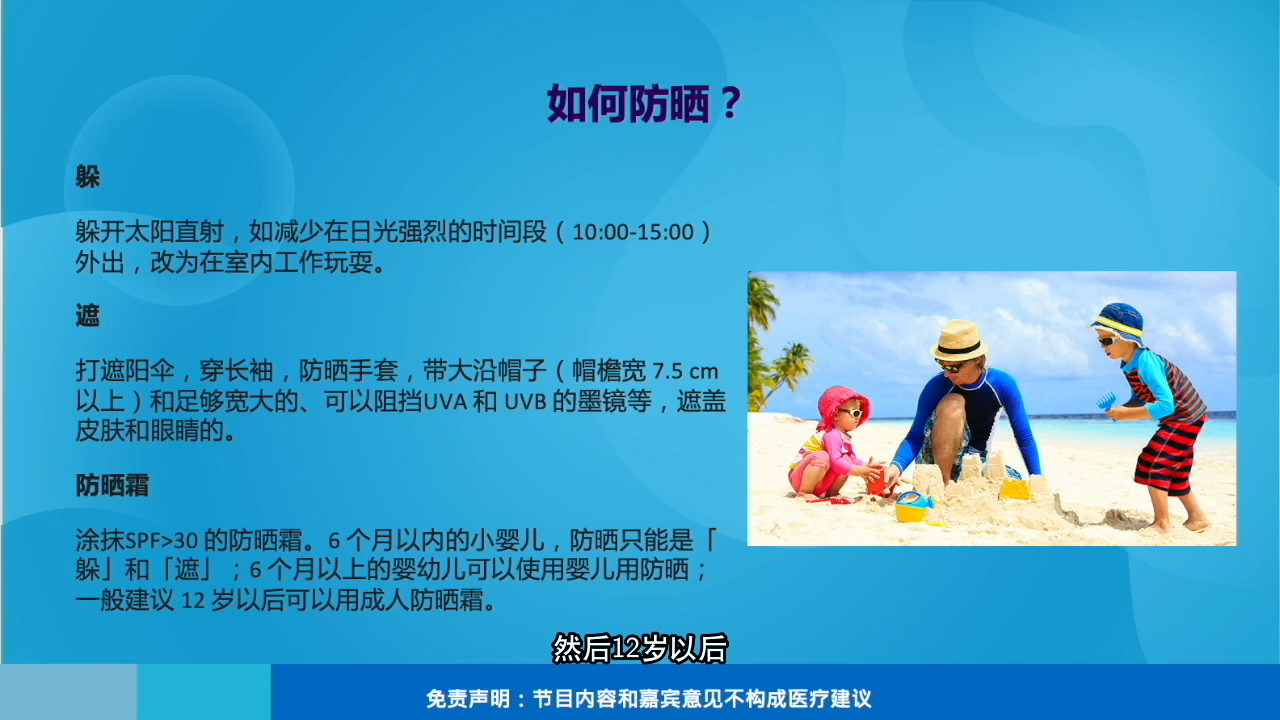 如何防晒？
躲
躲开太阳直射，如减少在日光强烈的时间段（10:00-15:00）
外出，改为在室内工作玩耍。
遮
打遮阳伞，穿长袖，防晒手套，带大沿帽子（帽檐宽 7.5 cm
以上）和足够宽大的、可以阻挡UVA 和 UVB 的墨镜等，遮盖
皮肤和眼睛的。
防晒霜
涂抹SPF>30 的防晒霜。6 个月以内的小婴儿，防晒只能是「
躲」和「遮」；6 个月以上的婴幼儿可以使用婴儿用防晒；
一般建议 12 岁以后可以用成人防晒霜。
然后12岁以后
免责声明：节目内容和嘉宾意见不构成医疗建议